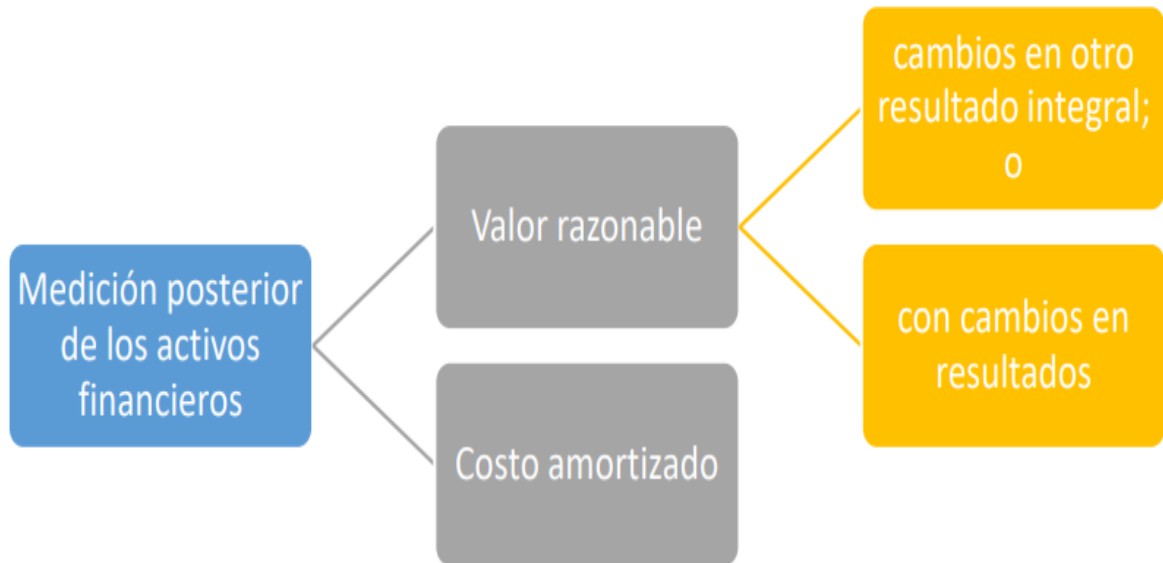 Medición posterior
de los activos
financieros
Valor razonable
Costo amortizado
cambios en otro
resultado integral;
o
con cambios en
resultados